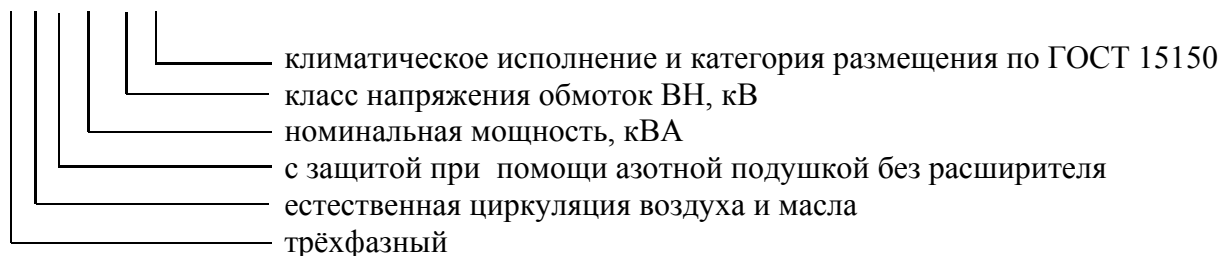 климатическое исполнение и категория размещения по ГОСТ 15150
класс напряжения обмоток ВН, кВ
номинальная мощность, кВА
с защитой при помощи азотной подушкой без расширителя
естественная циркуляция воздуха и масла
трёхфазный